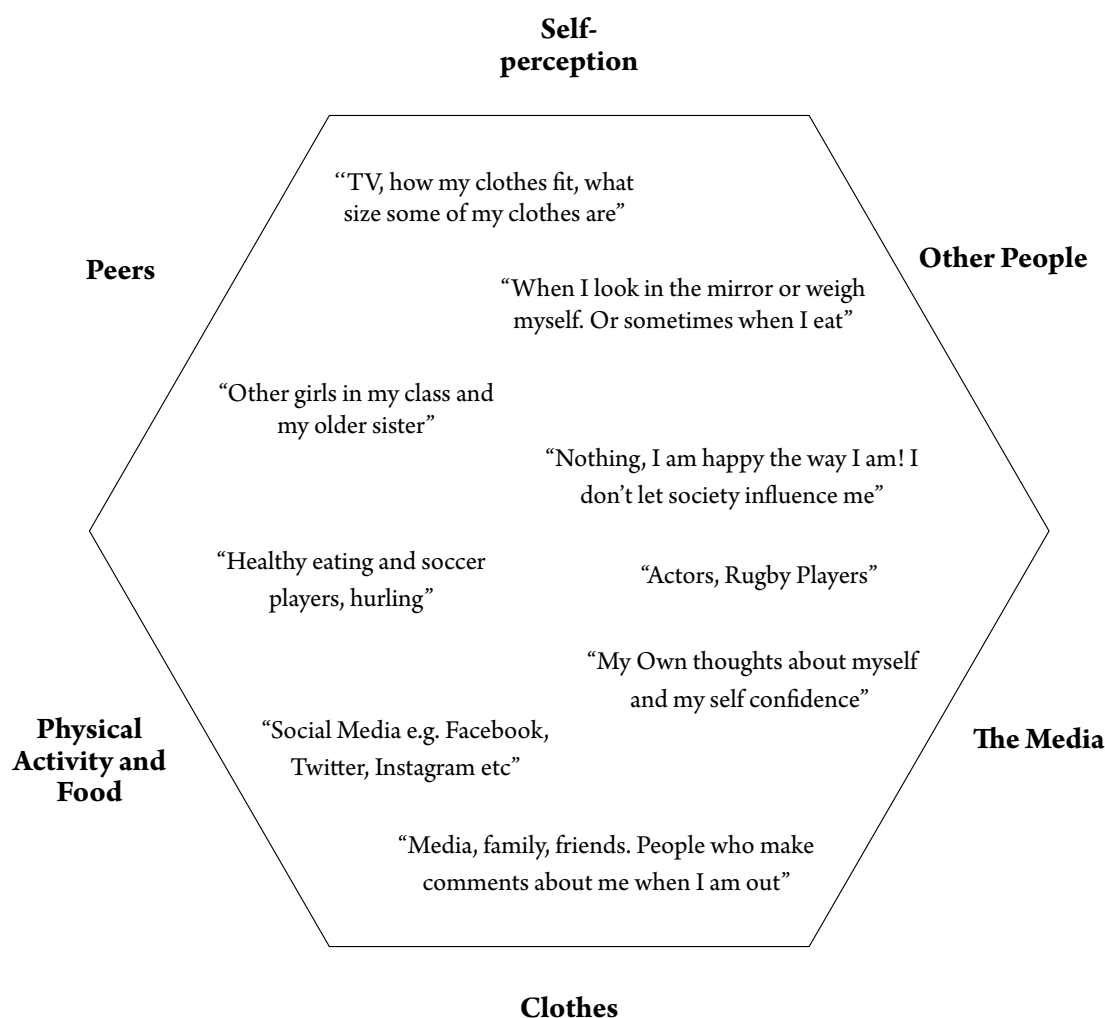 Self-
perception
‘‘TV, how my clothes fit, what
size some of my clothes are”
Peers
Other People
“When I look in the mirror or weigh
myself. Or sometimes when I eat”
“Other girls in my class and
my older sister”
“Nothing, I am happy the way I am! I
don’t let society influence me”
“Healthy eating and soccer
players, hurling”
“Actors, Rugby Players”
“My Own thoughts about myself
and my self confidence”
Physical
Activity and
Food
“Social Media e.g. Facebook,
Twitter, Instagram etc”
The Media
“Media, family, friends. People who make
comments about me when I am out”
Clothes